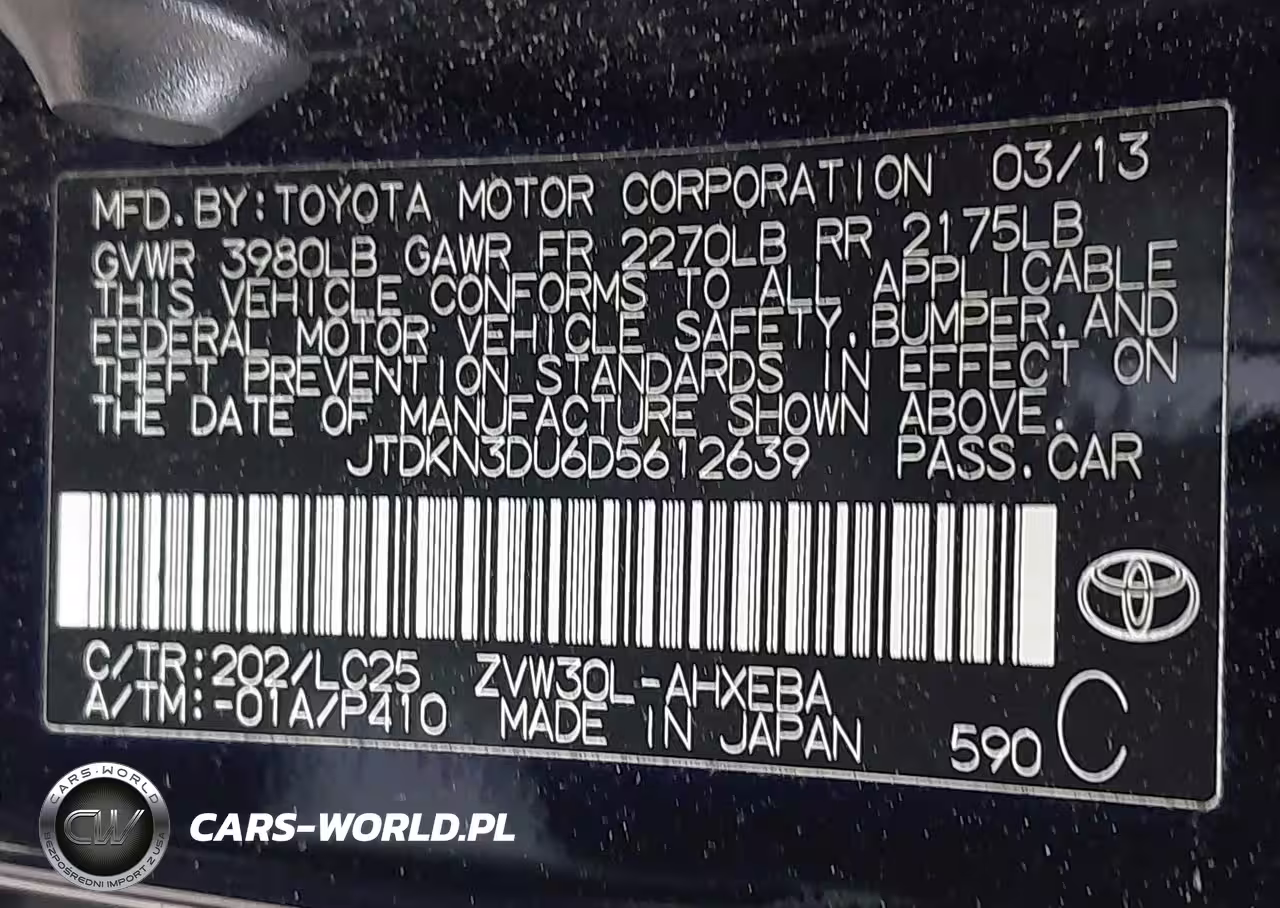 MFD. BY: TOYOTA MOTOR CORPORATION 03/13
GVWR 3980LB GAWR FR 2270LB RR 2175LB
THIS VEHICLE CONFORMS TO ALL APPLICABLE
FEDERAL MOTOR VEHICLE SAFETY, BUMPER, AND
THEFT PREVENTION STANDARDS IN EFFECT ON
THE DATE OF MANUFACTURE SHOWN ABOVE.
JTDKN3DU6D5612639 PASS. CAR
C/TR:202/LC25 ZVW30L-AHXEBA
A/TM:-01A/P410 MADE IN JAPAN 590 C
CARS-WORLD
CW
BEZPOŚREDNI IMPORT Z USA
CARS-WORLD.PL